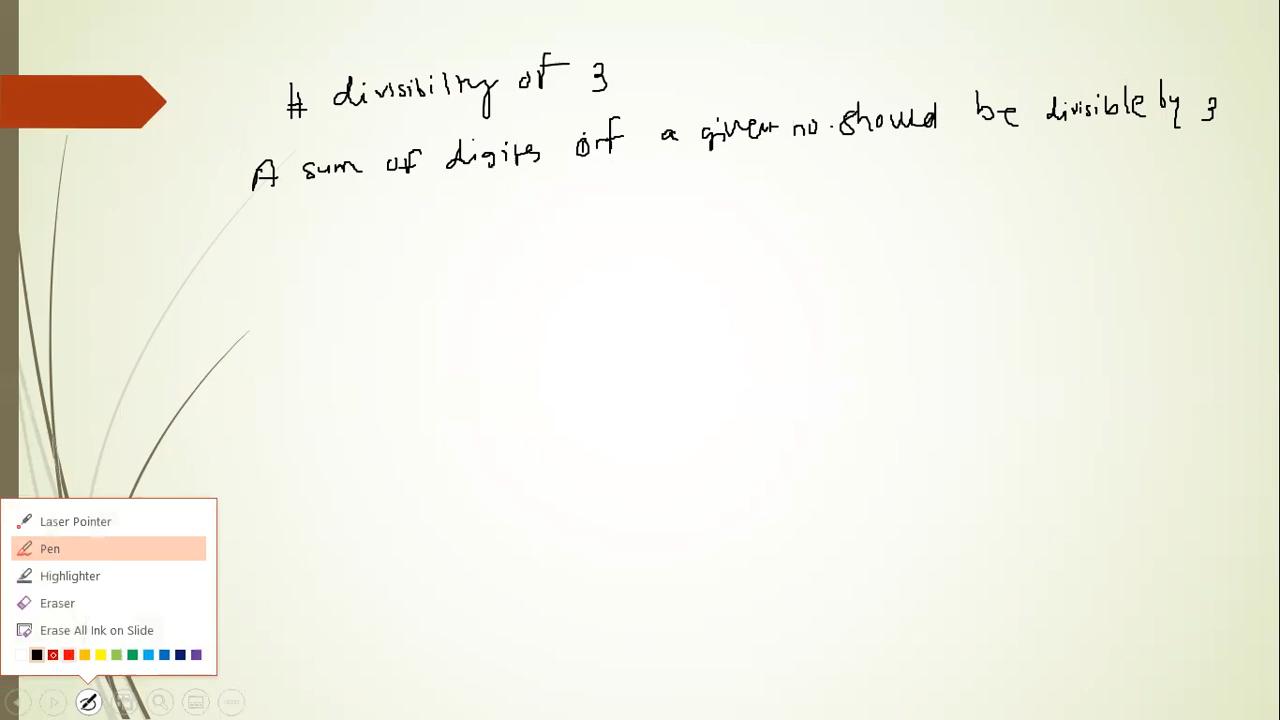 # divisibilty of 3
A sum of digits of a given no. should be divisible by 3
Laser Pointer
Pen
Highlighter
Eraser
Erase All Ink on Slide